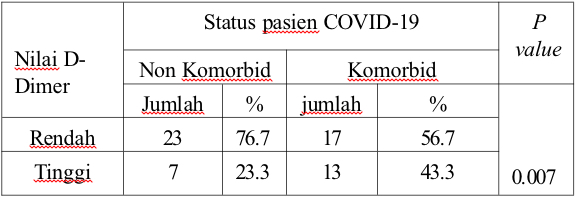 Nilai D-Dimer
Status pasien COVID-19
P value
Non Komorbid Komorbid
Jumlah % jumlah %
Rendah 23 76.7 17 56.7
Tinggi 7 23.3 13 43.3 0.007